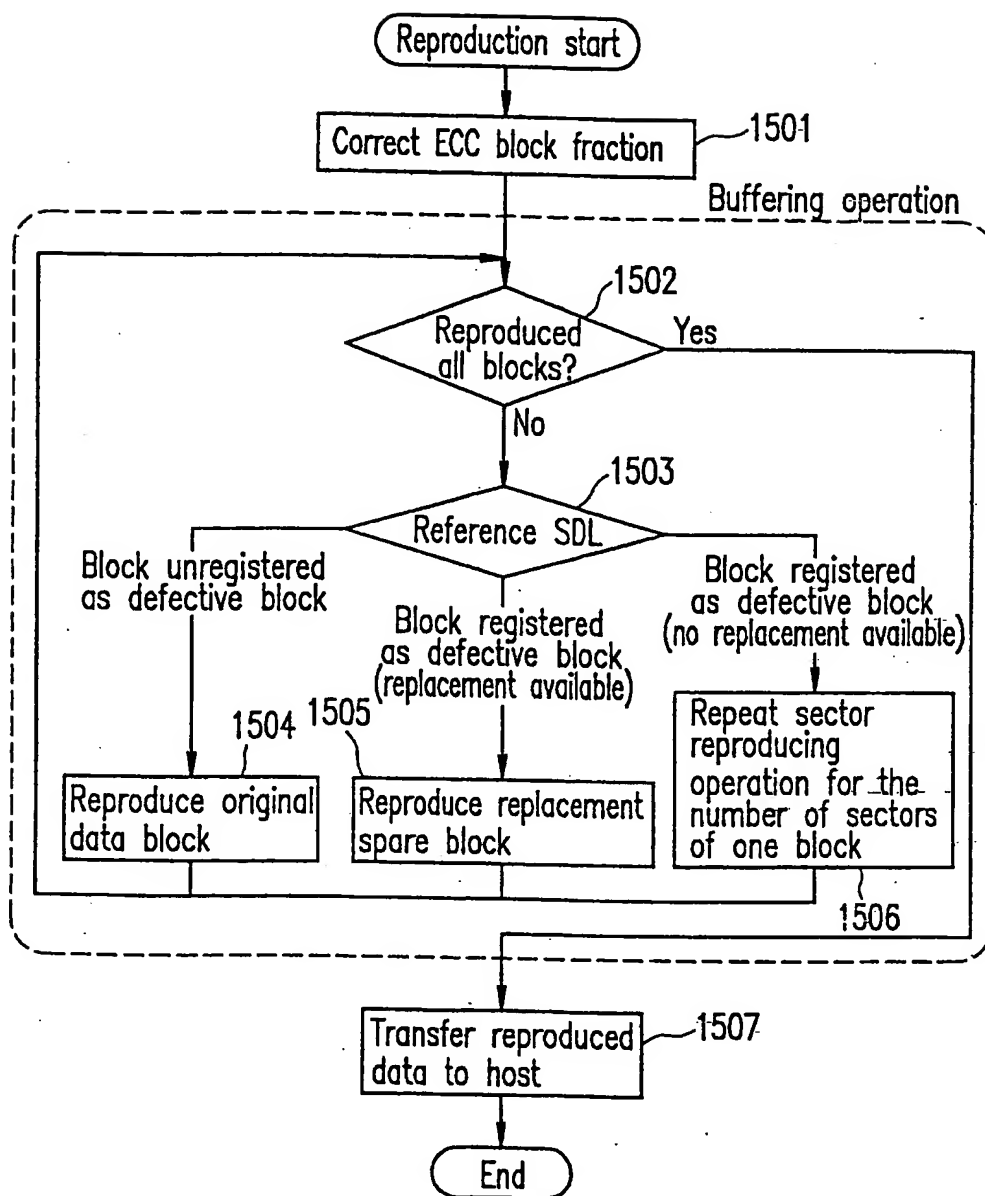 Reproduction start
1501
Correct ECC block fraction
Buffering operation
1502
Reproduced
all blocks?
Yes
No
1503
Reference SDL
Block unregistered
as defective block
Block registered
as defective block
(replacement available)
Block registered
as defective block
(no replacement available)
1504
Reproduce original
data block
1505
Reproduce replacement
spare block
Repeat sector
reproducing
operation for the
number of sectors
of one block
1506
Transfer reproduced
data to host
1507
End